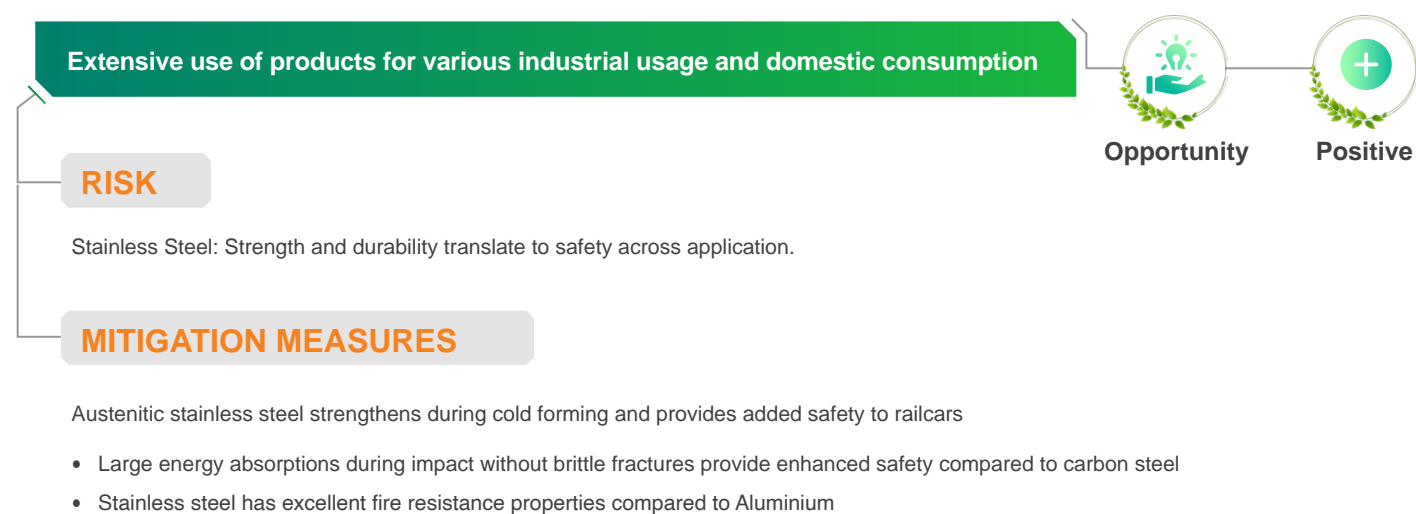 Extensive use of products for various industrial usage and domestic consumption
Opportunity
Positive
RISK
Stainless Steel: Strength and durability translate to safety across application.
MITIGATION MEASURES
Austenitic stainless steel strengthens during cold forming and provides added safety to railcars
• Large energy absorptions during impact without brittle fractures provide enhanced safety compared to carbon steel
• Stainless steel has excellent fire resistance properties compared to Aluminium